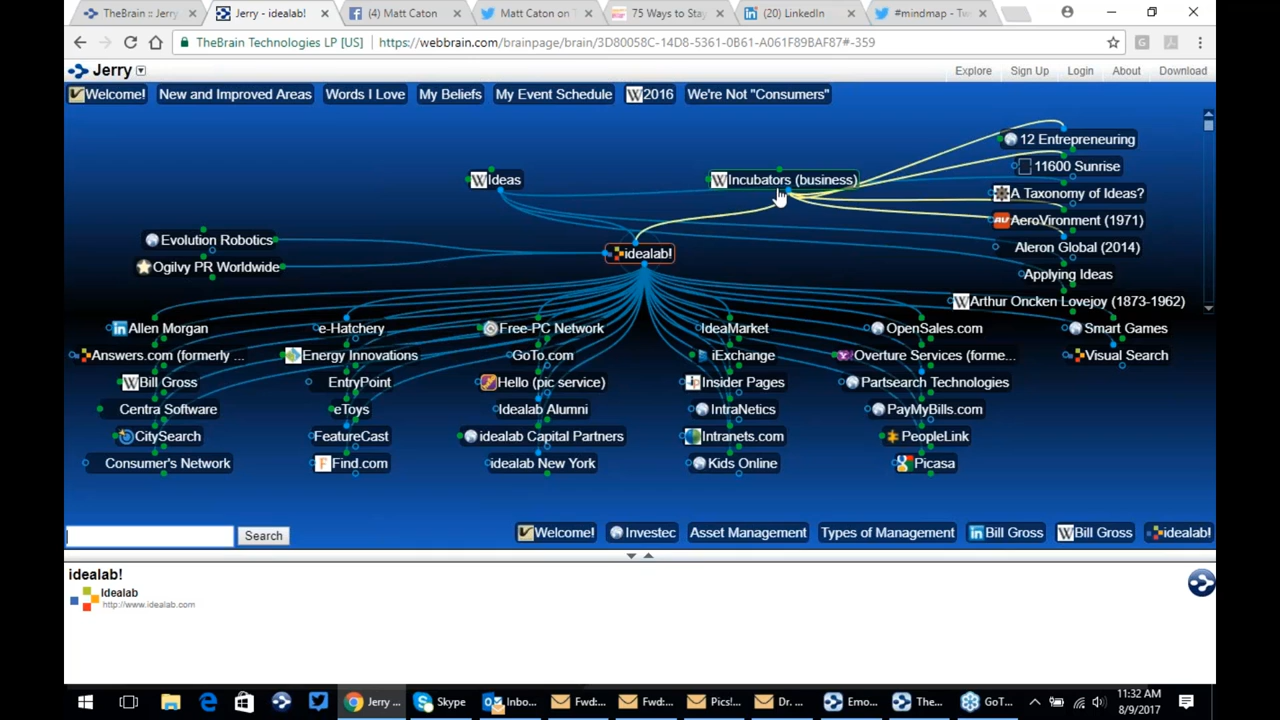 TheBrain :: Jerry
Jerry - idealab!
(4) Matt Caton
Matt Caton on T
75 Ways to Stay
(20) LinkedIn
#mindmap - Tw
TheBrain Technologies LP [US]
https://webbrain.com/brainpage/brain/3D80058C-14D8-5361-0B61-A061F89BAF87#-359
Jerry
Explore
Sign Up
Login
About
Download
Welcome!
New and Improved Areas
Words I Love
My Beliefs
My Event Schedule
2016
We're Not "Consumers"
12 Entrepreneuring
11600 Sunrise
Ideas
Incubators (business)
A Taxonomy of Ideas?
AeroVironment (1971)
Evolution Robotics
Aleron Global (2014)
idealab!
Ogilvy PR Worldwide
Applying Ideas
Arthur Oncken Lovejoy (1873-1962)
Allen Morgan
e-Hatchery
Free-PC Network
IdeaMarket
OpenSales.com
Smart Games
Answers.com (formerly ...
Energy Innovations
GoTo.com
iExchange
Overture Services (forme...
Visual Search
Bill Gross
EntryPoint
Hello (pic service)
Insider Pages
Partsearch Technologies
Centra Software
eToys
Idealab Alumni
IntraNetics
PayMyBills.com
CitySearch
FeatureCast
idealab Capital Partners
Intranets.com
PeopleLink
Consumer's Network
Find.com
idealab New York
Kids Online
Picasa
Search
Welcome!
Investec
Asset Management
Types of Management
Bill Gross
Bill Gross
idealab!
idealab!
Idealab
http://www.idealab.com
Jerry ...
Skype
Inbo...
Fwd:...
Fwd:...
Pics!...
Dr. ...
Emo...
The...
GoT...
11:32 AM
8/9/2017